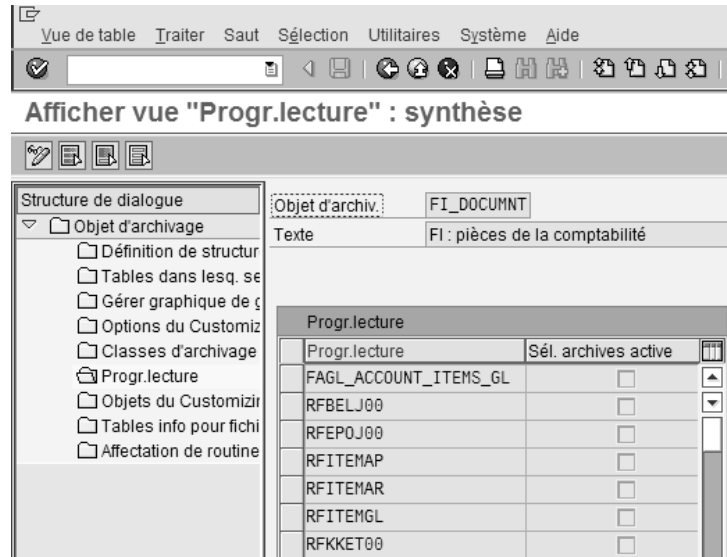 Vue de table Traiter Saut Sélection Utilitaires Système Aide
Afficher vue "Progr.lecture" : synthèse
Structure de dialogue
Objet d'archivage
Définition de structur
Tables dans lesq. se
Gérer graphique de g
Options du Customiz
Classes d'archivage
Progr.lecture
Objets du Customizin
Tables info pour fichi
Affectation de routine
Objet d'archiv. FI_DOCUMNT
Texte FI : pièces de la comptabilité
Progr.lecture
Progr.lecture Sél. archives active
FAGL_ACCOUNT_ITEMS_GL
RFBELJ00
RFEPOJ00
RFITEMAP
RFITEMAR
RFITEMGL
RFKKET00